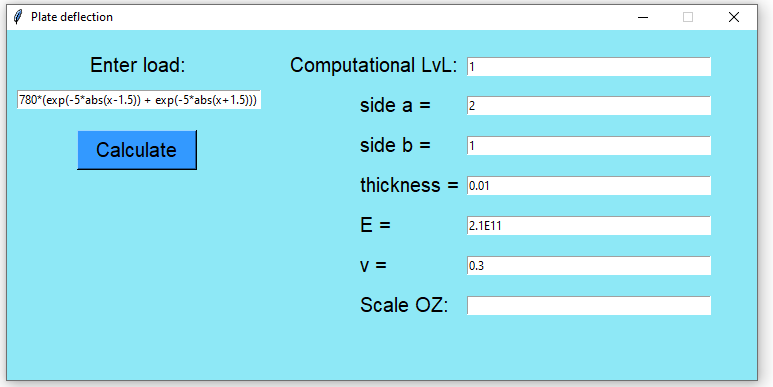 Plate deflection
Enter load:
780*(exp(-5*abs(x-1.5)) + exp(-5*abs(x+1.5)))
Calculate
Computational LvL: 1
side a = 2
side b = 1
thickness = 0.01
E = 2.1E11
v = 0.3
Scale OZ: